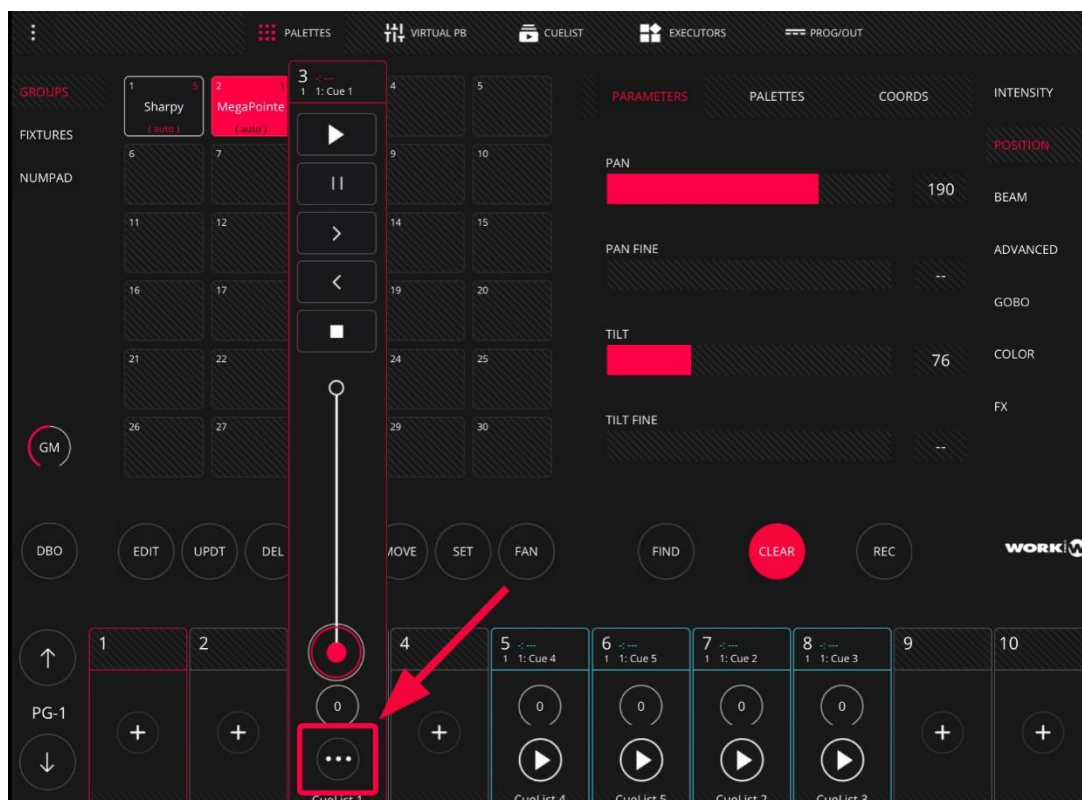 PALETTES
VIRTUAL PB
CUELIST
EXECUTORS
PROG/OUT
GROUPS
FIXTURES
NUMPAD
1 5
Sharpy
( auto )
2
MegaPointe
( auto )
3 -: ---
1 1: Cue 1
4
5
6
7
9
10
11
12
14
15
16
17
19
20
21
22
24
25
26
27
29
30
PARAMETERS
PALETTES
COORDS
PAN
190
PAN FINE
--
TILT
76
TILT FINE
--
INTENSITY
POSITION
BEAM
ADVANCED
GOBO
COLOR
FX
GM
DBO
EDIT
UPDT
DEL
MOVE
SET
FAN
FIND
CLEAR
REC
WORK
PG-1
1
+
2
+
0
•••
CueList 1
4
+
5 -: ---
1 1: Cue 4
0
CueList 4
6 -: ---
1 1: Cue 5
0
CueList 5
7 -: ---
1 1: Cue 2
0
CueList 2
8 -: ---
1 1: Cue 3
0
CueList 3
9
+
10
+